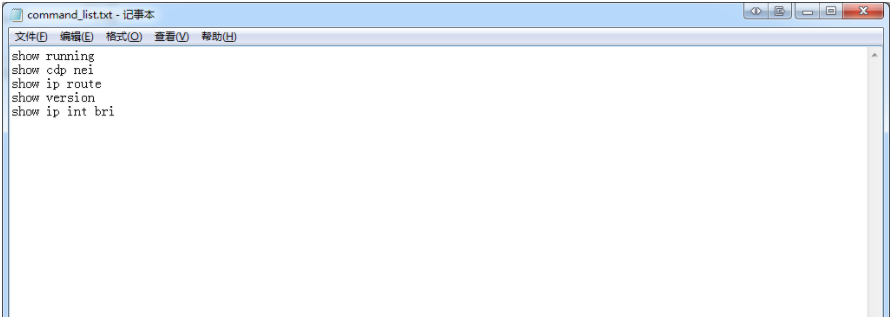 command_list.txt - 记事本
文件(F) 编辑(E) 格式(O) 查看(V) 帮助(H)
show running
show cdp nei
show ip route
show version
show ip int bri